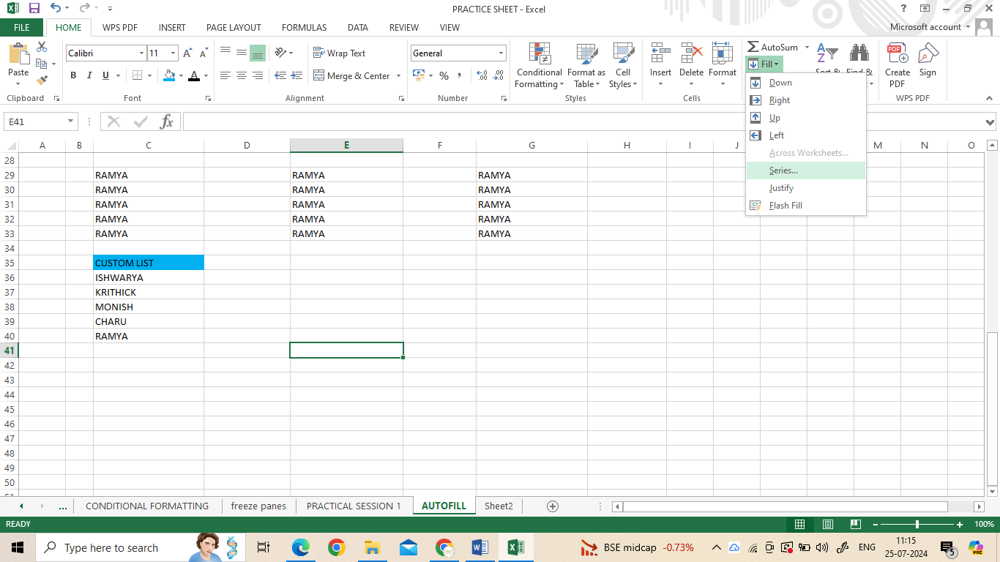 PRACTICE SHEET - Excel
?
FILE HOME WPS PDF INSERT PAGE LAYOUT FORMULAS DATA REVIEW VIEW Microsoft account
Paste
Calibri 11
B I U A
Wrap Text
Merge & Center
General
% ,
Conditional Formatting
Format as Table
Cell Styles
Insert Delete Format
AutoSum
Fill
Create PDF
Sign
Clipboard Font Alignment Number Styles Cells WPS PDF
Down
Right
Up
Left
Across Worksheets...
Series...
Justify
Flash Fill
E41 fx
A B C D E F G H I J M N O
28
29 RAMYA RAMYA RAMYA
30 RAMYA RAMYA RAMYA
31 RAMYA RAMYA RAMYA
32 RAMYA RAMYA RAMYA
33 RAMYA RAMYA RAMYA
34
35 CUSTOM LIST
36 ISHWARYA
37 KRITHICK
38 MONISH
39 CHARU
40 RAMYA
41
42
43
44
45
46
47
48
49
50
... CONDITIONAL FORMATTING freeze panes PRACTICAL SESSION 1 AUTOFILL Sheet2
READY 100%
Type here to search BSE midcap -0.73% ENG 11:15
25-07-2024 5